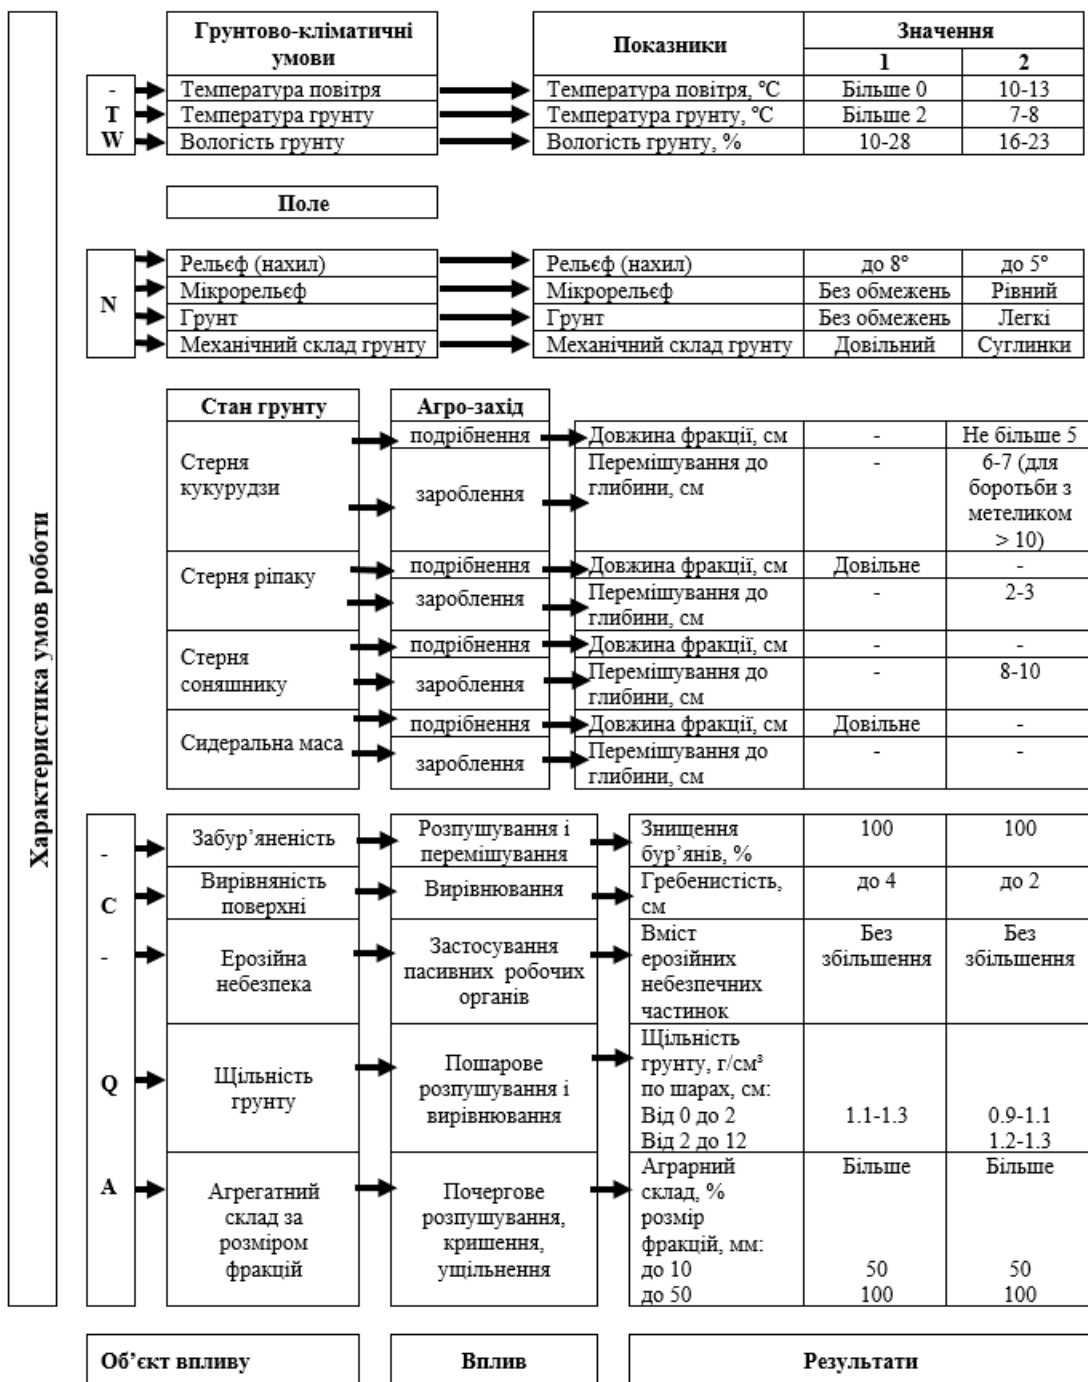 Характеристика умов роботи
Грунтово-кліматичні
умови
Показники
Значення
1
2
-
Температура повітря
Температура повітря, °С
Більше 0
10-13
T
Температура грунту
Температура грунту, °С
Більше 2
7-8
W
Вологість грунту
Вологість грунту, %
10-28
16-23
Поле
N
Рельєф (нахил)
Рельєф (нахил)
до 8°
до 5°
Мікрорельєф
Мікрорельєф
Без обмежень
Рівний
Грунт
Грунт
Без обмежень
Легкі
Механічний склад грунту
Механічний склад грунту
Довільний
Суглинки
Стан грунту
Агро-захід
Стерня
кукурудзи
подрібнення
Довжина фракції, см
-
Не більше 5
зароблення
Перемішування до
глибини, см
-
6-7 (для
боротьби з
метеликом
> 10)
Стерня ріпаку
подрібнення
Довжина фракції, см
Довільне
-
зароблення
Перемішування до
глибини, см
-
2-3
Стерня
соняшнику
подрібнення
Довжина фракції, см
-
-
зароблення
Перемішування до
глибини, см
-
8-10
Сидеральна маса
подрібнення
Довжина фракції, см
Довільне
-
зароблення
Перемішування до
глибини, см
-
-
-
Забур’яненість
Розпушування і
перемішування
Знищення
бур’янів, %
100
100
C
Вирівняність
поверхні
Вирівнювання
Гребенистість,
см
до 4
до 2
-
Ерозійна
небезпека
Застосування
пасивних робочих
органів
Вміст
ерозійних
небезпечних
частинок
Без
збільшення
Без
збільшення
Q
Щільність
грунту
Пошарове
розпушування і
вирівнювання
Щільність
грунту, г/см³
по шарах, см:
Від 0 до 2
Від 2 до 12
1.1-1.3
0.9-1.1
1.2-1.3
A
Агрегатний
склад за
розміром
фракцій
Почергове
розпушування,
кришення,
ущільнення
Аграрний
склад, %
розмір
фракцій, мм:
до 10
до 50
Більше
50
100
Більше
50
100
Об’єкт впливу
Вплив
Результати